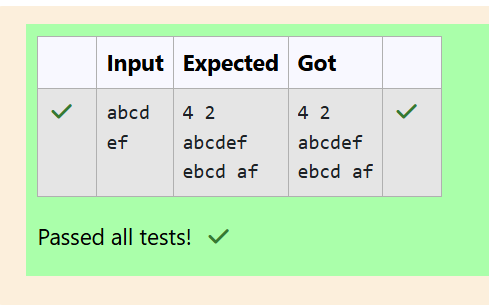 Input Expected Got
abcd 4 2 4 2
ef abcdef abcdef
ebcd af ebcd af
Passed all tests!